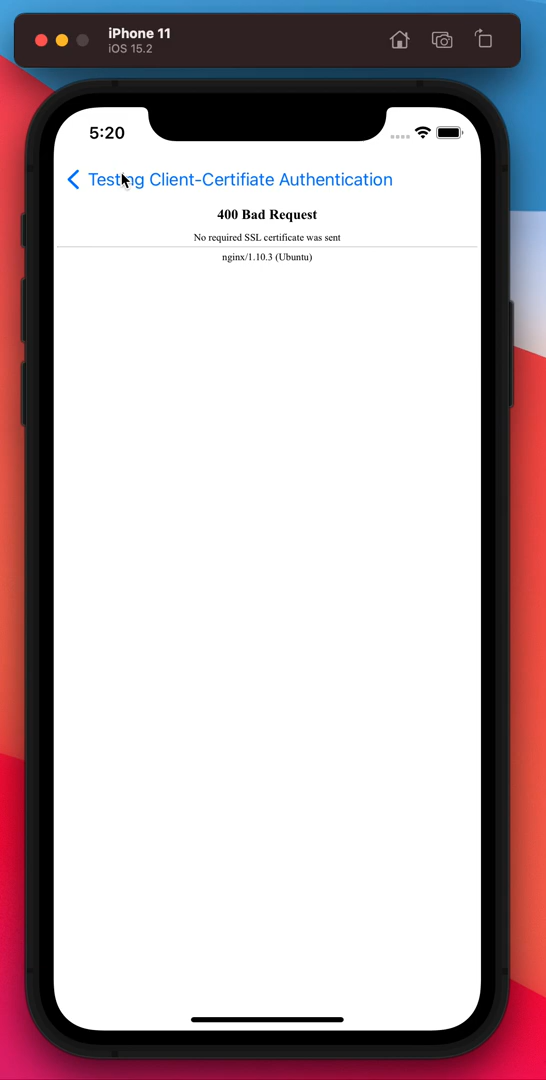 iPhone 11
iOS 15.2
5:20
Testing Client-Certifiate Authentication
400 Bad Request
No required SSL certificate was sent
nginx/1.10.3 (Ubuntu)